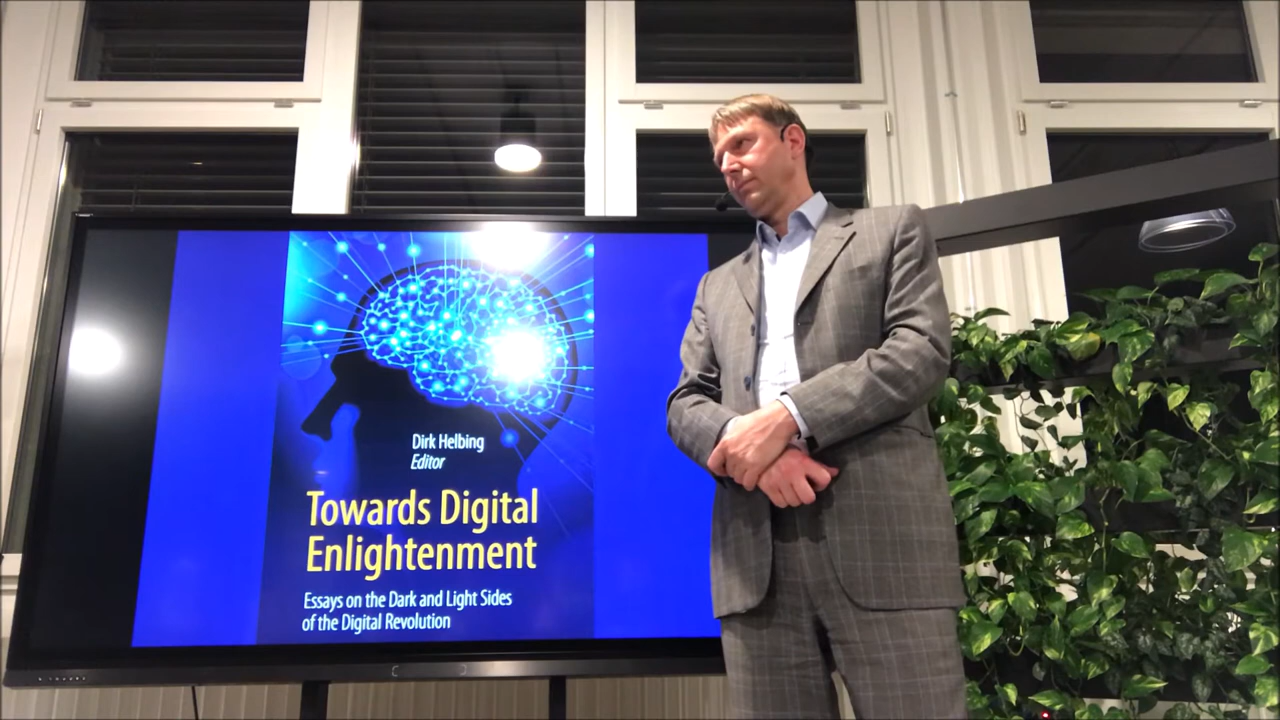 Dirk Helbing
Editor
Towards Digital
Enlightenment
Essays on the Dark and Light Sides
of the Digital Revolution